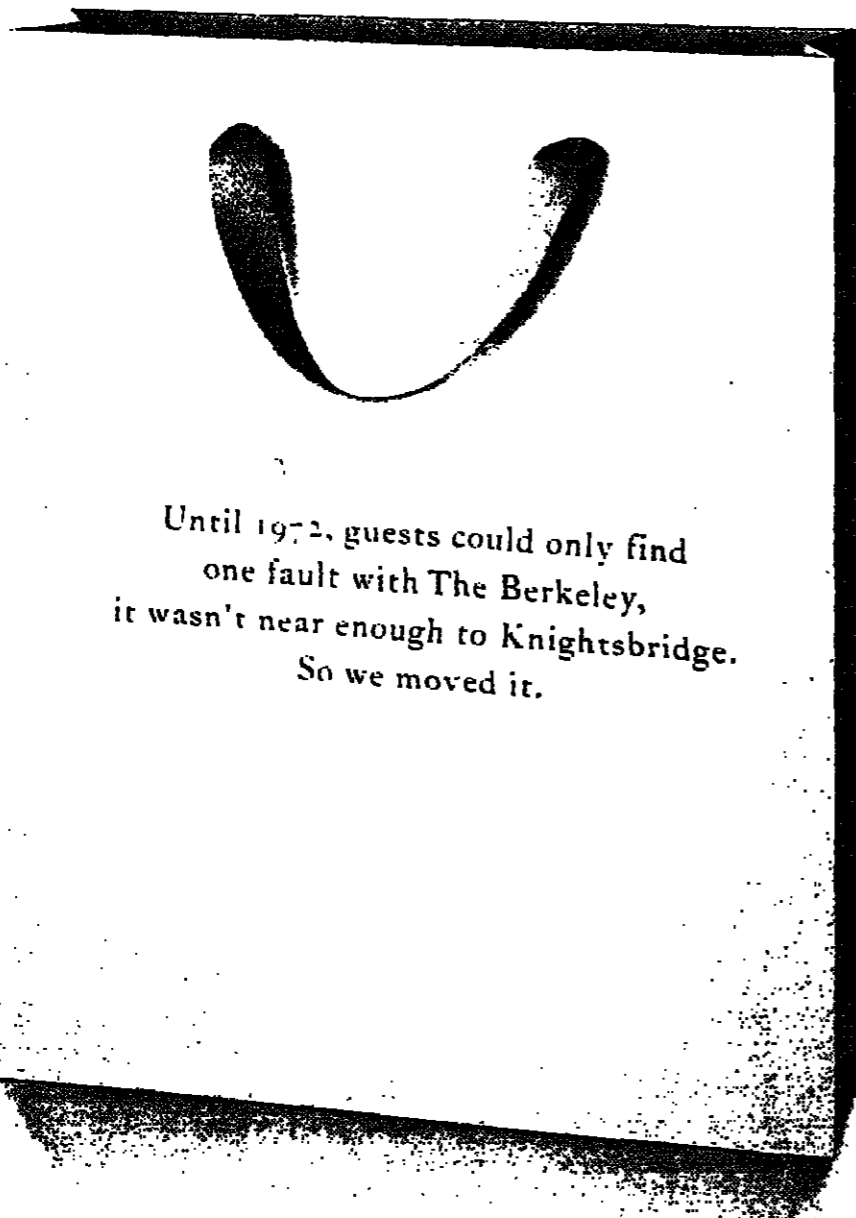 Until 1972, guests could only find
one fault with The Berkeley,
it wasn't near enough to Knightsbridge.
So we moved it.